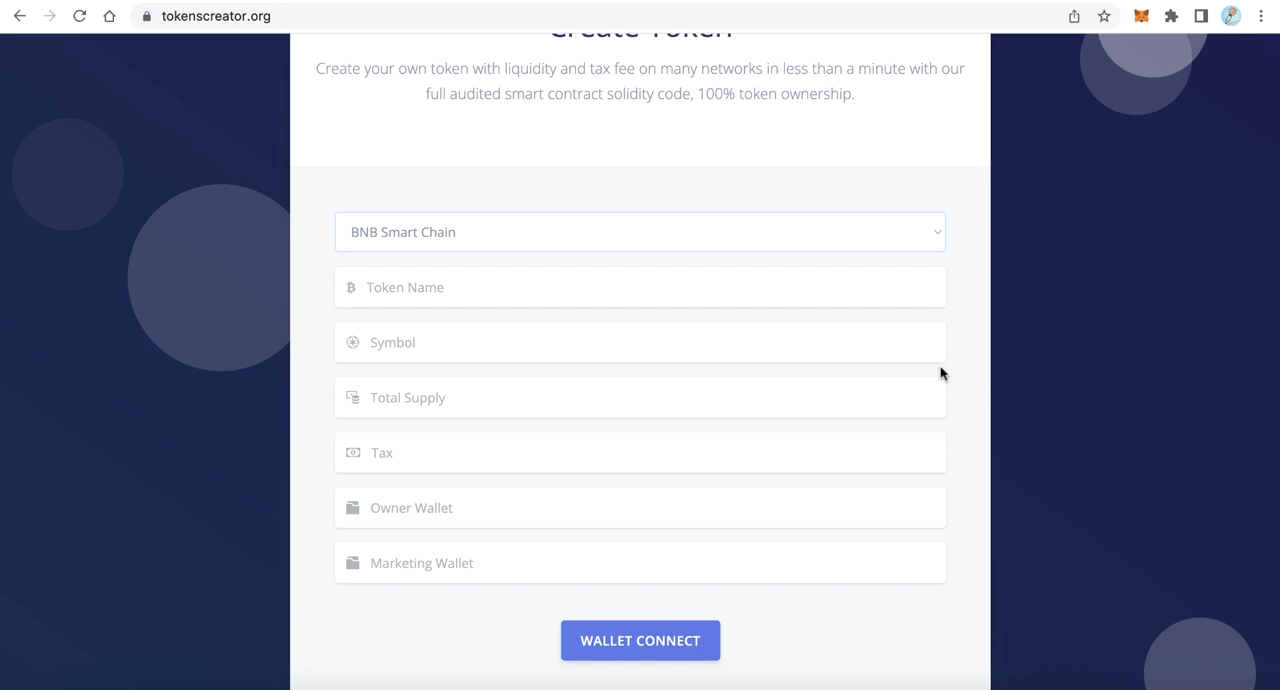 tokenscreator.org
Create Token
Create your own token with liquidity and tax fee on many networks in less than a minute with our
full audited smart contract solidity code, 100% token ownership.
BNB Smart Chain
Token Name
Symbol
Total Supply
Tax
Owner Wallet
Marketing Wallet
WALLET CONNECT